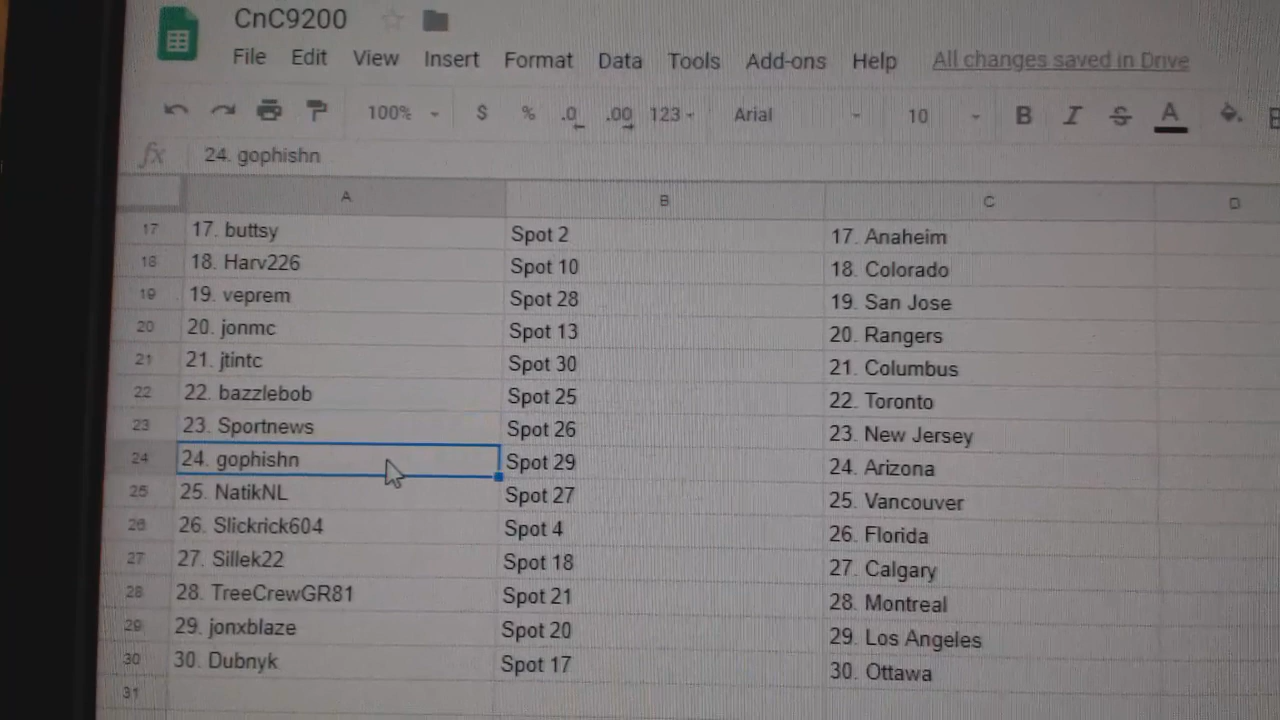 CnC9200
File Edit View Insert Format Data Tools Add-ons Help All changes saved in Drive
100% $ % .0 .00 123 Arial 10 B I S A
fx 24. gophishn
A B C D
17 17. buttsy Spot 2 17. Anaheim
18 18. Harv226 Spot 10 18. Colorado
19 19. veprem Spot 28 19. San Jose
20 20. jonmc Spot 13 20. Rangers
21 21. jtintc Spot 30 21. Columbus
22 22. bazzlebob Spot 25 22. Toronto
23 23. Sportnews Spot 26 23. New Jersey
24 24. gophishn Spot 29 24. Arizona
25 25. NatikNL Spot 27 25. Vancouver
26 26. Slickrick604 Spot 4 26. Florida
27 27. Sillek22 Spot 18 27. Calgary
28 28. TreeCrewGR81 Spot 21 28. Montreal
29 29. jonxblaze Spot 20 29. Los Angeles
30 30. Dubnyk Spot 17 30. Ottawa
31